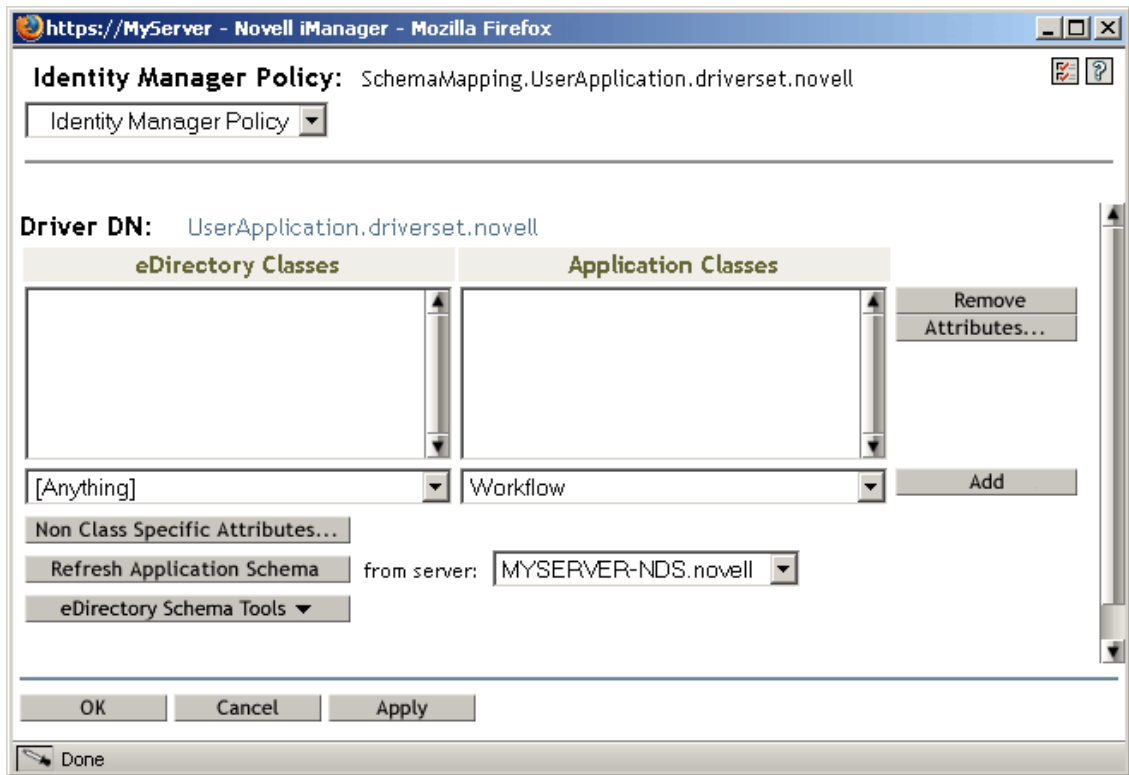 https://MyServer - Novell iManager - Mozilla Firefox
Identity Manager Policy: SchemaMapping.UserApplication.driverset.novell
Identity Manager Policy
Driver DN: UserApplication.driverset.novell
eDirectory Classes Application Classes
Remove
Attributes...
[Anything] Workflow Add
Non Class Specific Attributes...
Refresh Application Schema from server: MYSERVER-NDS.novell
eDirectory Schema Tools
OK Cancel Apply
Done